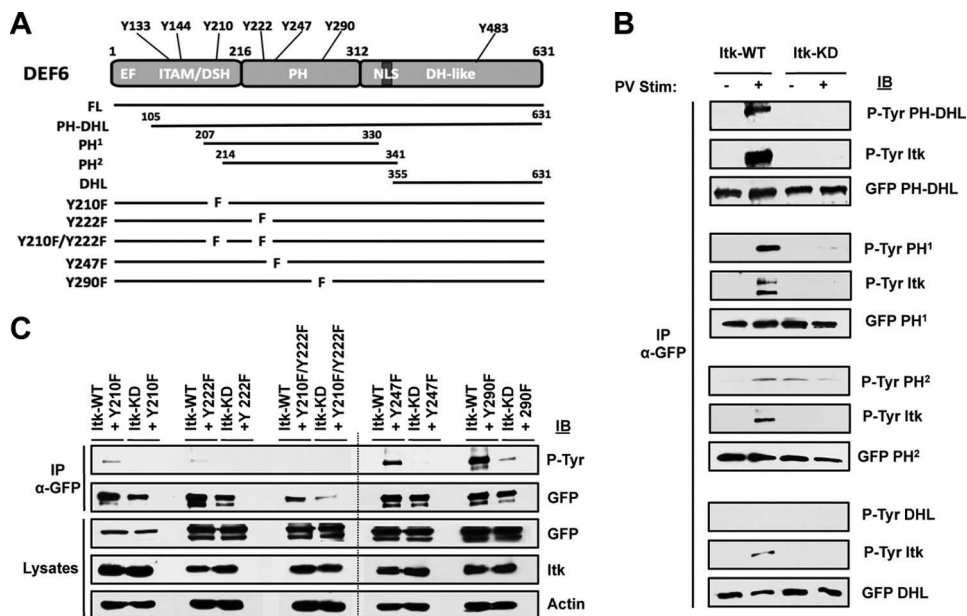 A
Y133 Y144 Y210 Y222 Y247 Y290 Y483
1 216 312 631
DEF6 EF ITAM/DSH PH NLS DH-like
FL
PH-DHL 105 631
PH1 207 330
PH2 214 341
DHL 355 631
Y210F F
Y222F F
Y210F/Y222F F F
Y247F F
Y290F F
B
Itk-WT Itk-KD
PV Stim: - + - + IB
P-Tyr PH-DHL
P-Tyr Itk
GFP PH-DHL
P-Tyr PH1
P-Tyr Itk
GFP PH1
IP
α-GFP
P-Tyr PH2
P-Tyr Itk
GFP PH2
P-Tyr DHL
P-Tyr Itk
GFP DHL
C
Itk-WT
+ Y210F
Itk-KD
+ Y210F
Itk-WT
+ Y222F
Itk-KD
+ Y 222F
Itk-WT
+ Y210F/Y222F
Itk-KD
+ Y210F/Y222F
Itk-WT
+ Y247F
Itk-KD
+ Y247F
Itk-WT
+ Y290F
Itk-KD
+ 290F
IB
IP
α-GFP
P-Tyr
GFP
Lysates
GFP
Itk
Actin